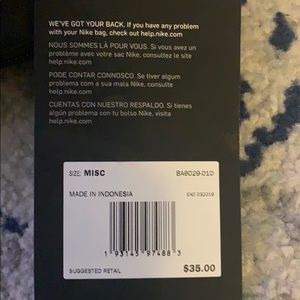 WE'VE GOT YOUR BACK. If you have any problem
with your Nike bag, check out help.nike.com
NOUS SOMMES LÀ POUR VOUS. Si vous avez un
problème avec votre sac Nike, consultez le site
help.nike.com
PODE CONTAR CONNOSCO. Se tiver algum
problema com a sua mala Nike, consulte
help.nike.com
CUENTAS CON NUESTRO RESPALDO. Si tienes
algún problema con tu bolso Nike, visita
help.nike.com
SIZE: MISC BA6029-010
MADE IN INDONESIA
1 93145 97488 3
SUGGESTED RETAIL $35.00